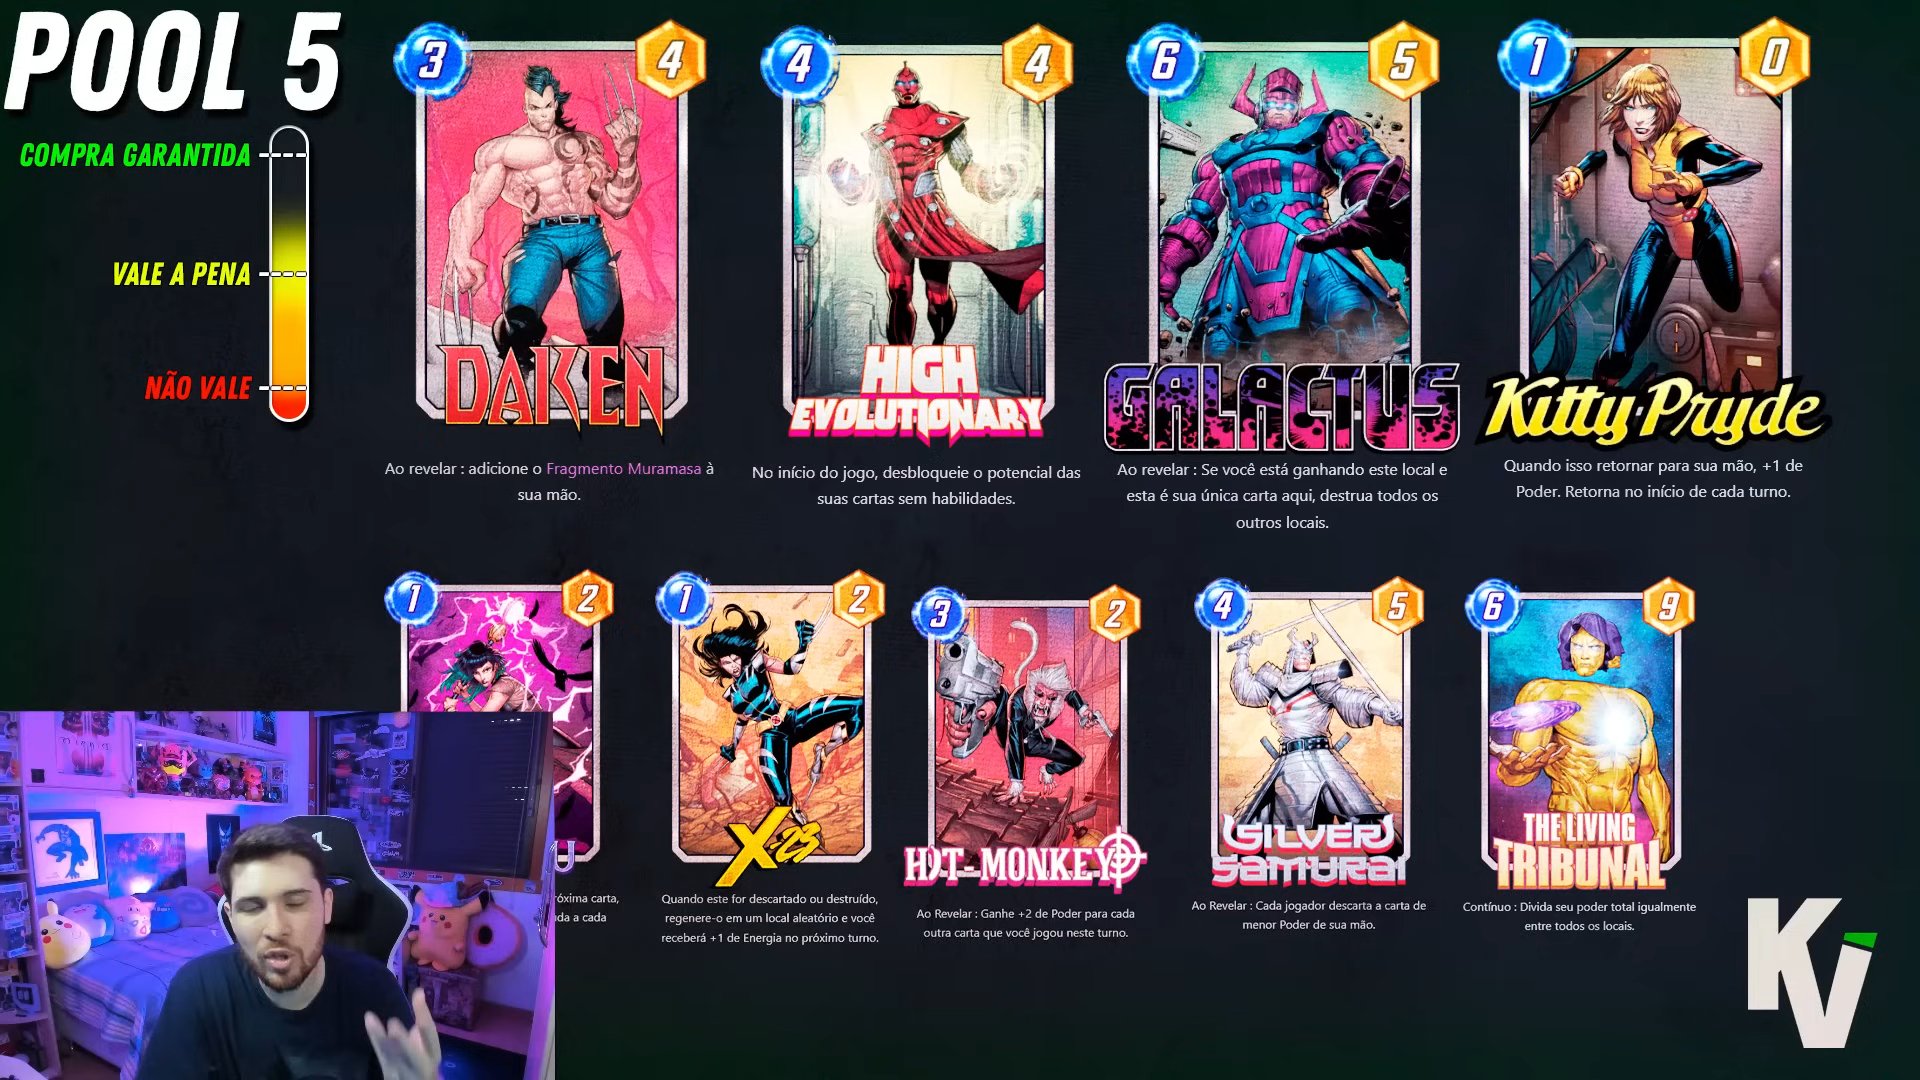 POOL 5
COMPRA GARANTIDA
VALE A PENA
NÃO VALE
3 4
DAKEN
Ao revelar : adicione o Fragmento Muramasa à
sua mão.
4 4
HIGH
EVOLUTIONARY
No início do jogo, desbloqueie o potencial das
suas cartas sem habilidades.
6 5
GALACTUS
Ao revelar : Se você está ganhando este local e
esta é sua única carta aqui, destrua todos os
outros locais.
1 0
Kitty Pryde
Quando isso retornar para sua mão, +1 de
Poder. Retorna no início de cada turno.
1 2
carta,
a cada
1 2
X-23
Quando este for descartado ou destruído,
regenere-o em um local aleatório e você
receberá +1 de Energia no próximo turno.
3 2
HIT-MONKEY
Ao Revelar : Ganhe +2 de Poder para cada
outra carta que você jogou neste turno.
4 5
SILVER
SAMURAI
Ao Revelar : Cada jogador descarta a carta de
menor Poder de sua mão.
6 9
THE LIVING
TRIBUNAL
Contínuo : Divida seu poder total igualmente
entre todos os locais.
KV